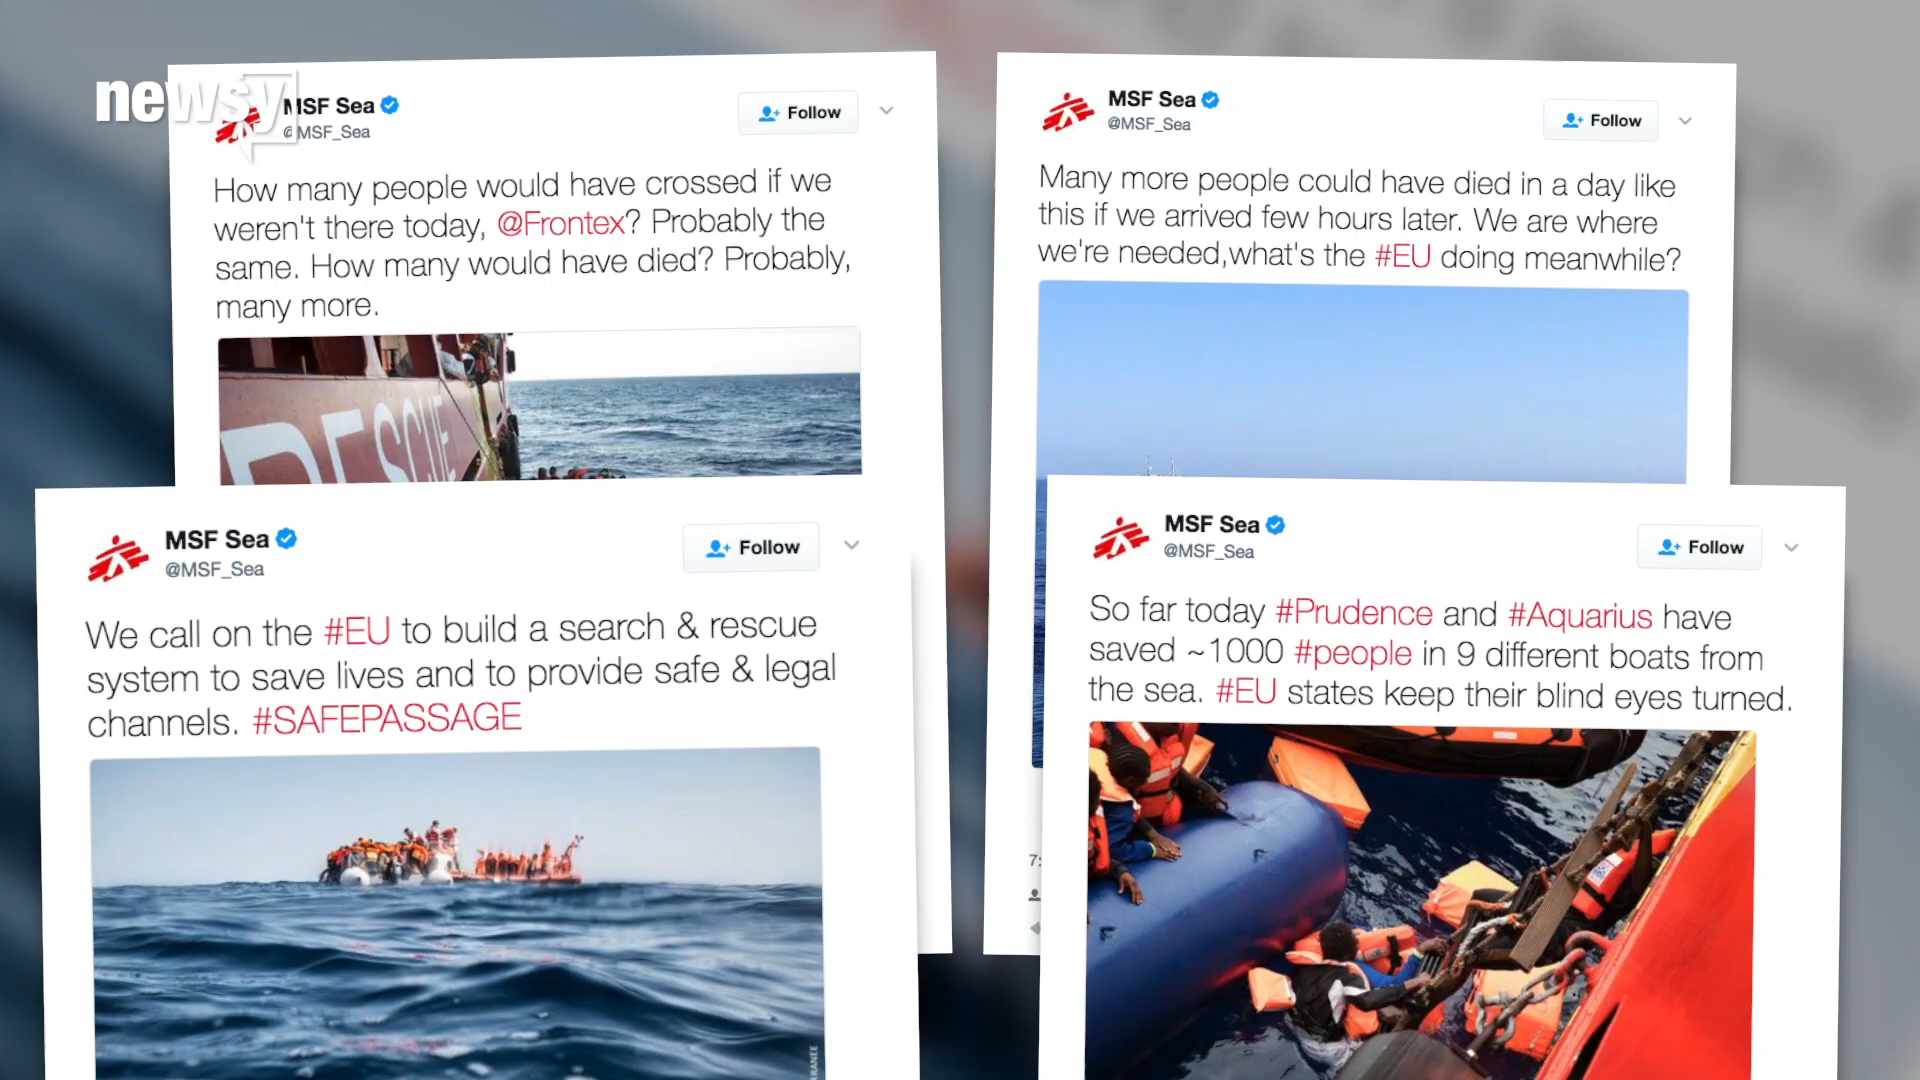 newsy
MSF Sea
@MSF_Sea
Follow
How many people would have crossed if we
weren't there today, @Frontex? Probably the
same. How many would have died? Probably,
many more.
RESCUE
MSF Sea
@MSF_Sea
Follow
Many more people could have died in a day like
this if we arrived few hours later. We are where
we're needed,what's the #EU doing meanwhile?
7:
MSF Sea
@MSF_Sea
Follow
We call on the #EU to build a search & rescue
system to save lives and to provide safe & legal
channels. #SAFEPASSAGE
MSF Sea
@MSF_Sea
Follow
So far today #Prudence and #Aquarius have
saved ~1000 #people in 9 different boats from
the sea. #EU states keep their blind eyes turned.